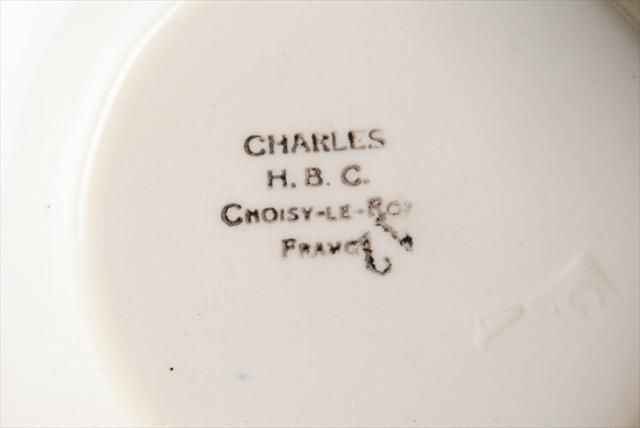 CHARLES
H. B. C.
CHOISY-LE-ROI
FRANCE